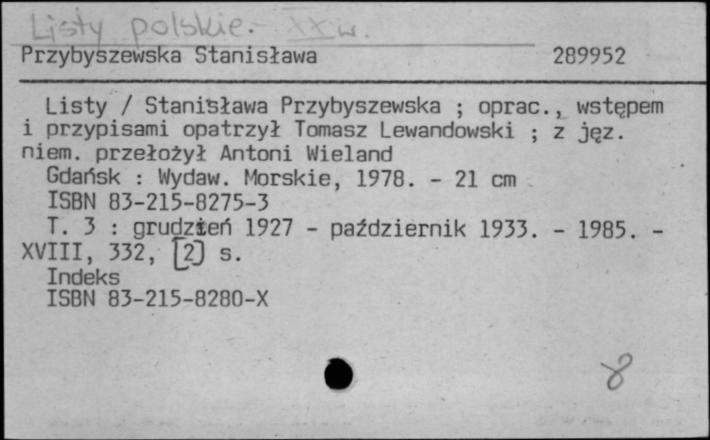 Listy polskie. - XX w.
Przybyszewska Stanisława 289952
Listy / Stanisława Przybyszewska ; oprac., wstępem
i przypisami opatrzył Tomasz Lewandowski ; z jęz.
niem. przełożył Antoni Wieland
Gdańsk : Wydaw. Morskie, 1978. - 21 cm
ISBN 83-215-8275-3
T. 3 : grudzień 1927 - październik 1933. - 1985. -
XVIII, 332, [2] s.
Indeks
ISBN 83-215-8280-X
8